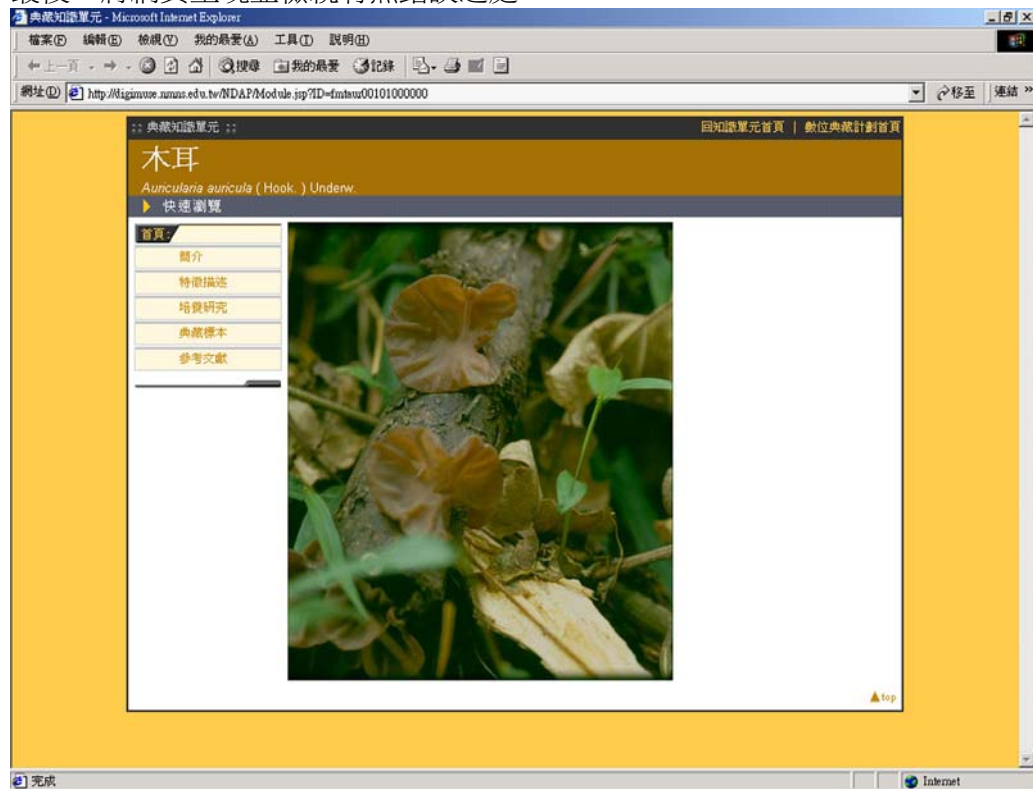 典藏知識單元 - Microsoft Internet Explorer
檔案(F) 編輯(E) 檢視(V) 我的最愛(A) 工具(T) 說明(H)
上一頁 搜尋 我的最愛 記錄
網址(D) http://digimuse.nmns.edu.tw/NDAP/Module.jsp?ID=fmtaur00101000000 移至 連結 »
:: 典藏知識單元 :: 回知識單元首頁 | 數位典藏計劃首頁
木耳
Auricularia auricula ( Hook. ) Underw.
快速瀏覽
首頁:
簡介
特徵描述
培養研究
典藏標本
參考文獻
top
完成 Internet